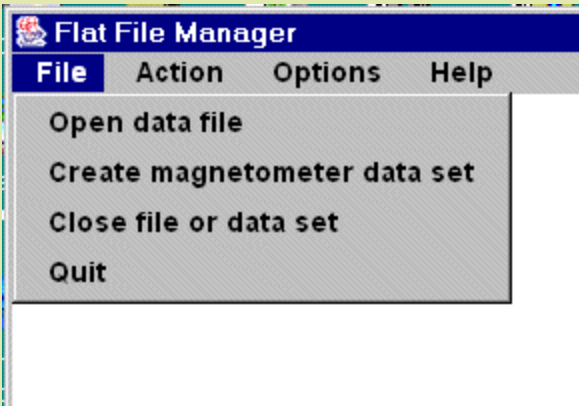 Flat File Manager
File Action Options Help
Open data file
Create magnetometer data set
Close file or data set
Quit